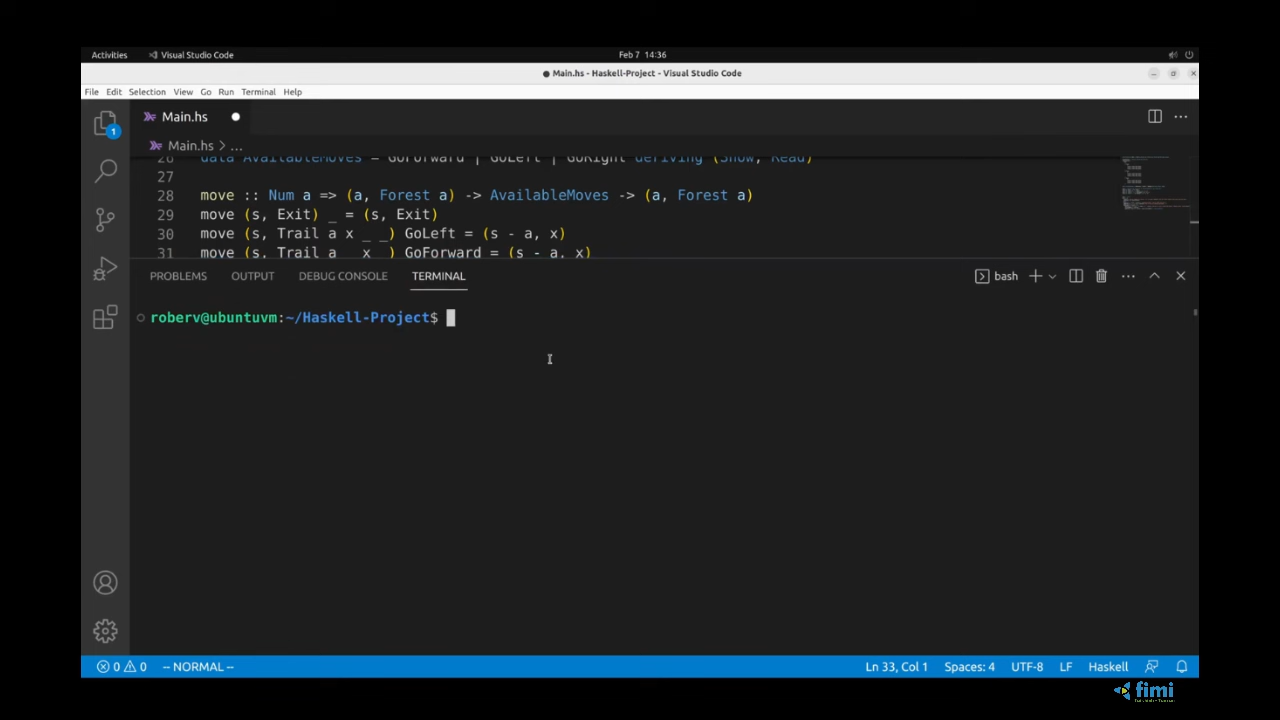 Activities Visual Studio Code Feb 7 14:36
Main.hs - Haskell-Project - Visual Studio Code
File Edit Selection View Go Run Terminal Help
1 Main.hs
Main.hs > ...
26 data AvailableMoves = GoForward | GoLeft | GoRight deriving (Show, Read)
27
28 move :: Num a => (a, Forest a) -> AvailableMoves -> (a, Forest a)
29 move (s, Exit) _ = (s, Exit)
30 move (s, Trail a x _ _) GoLeft = (s - a, x)
31 move (s, Trail a _ x _) GoForward = (s - a, x)
PROBLEMS OUTPUT DEBUG CONSOLE TERMINAL bash
roberv@ubuntuvm:~/Haskell-Project$
0 0 -- NORMAL -- Ln 33, Col 1 Spaces: 4 UTF-8 LF Haskell
fimi